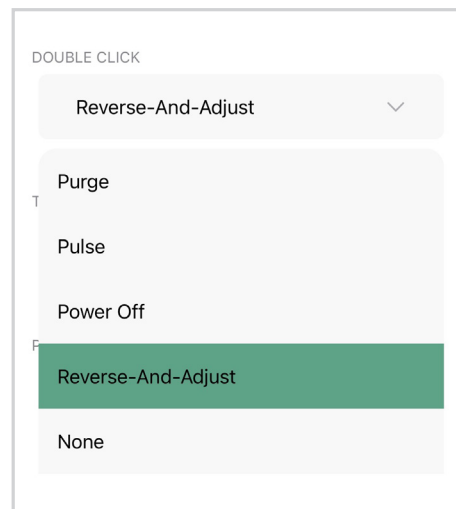 DOUBLE CLICK
Reverse-And-Adjust
Purge
Pulse
Power Off
Reverse-And-Adjust
None